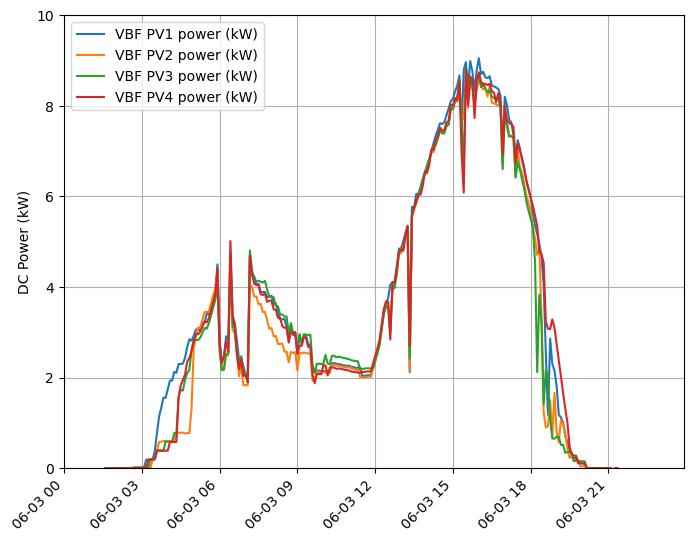 VBF PV1 power (kW)
VBF PV2 power (kW)
VBF PV3 power (kW)
VBF PV4 power (kW)
DC Power (kW)
10
8
6
4
2
0
06-03 00
06-03 03
06-03 06
06-03 09
06-03 12
06-03 15
06-03 18
06-03 21